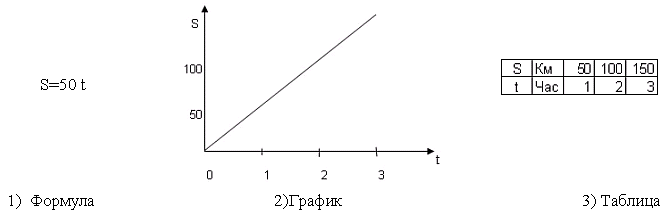 S=50 t
S
100
50
0 1 2 3
t
S Км 50 100 150
t Час 1 2 3
1) Формула
2)График
3) Таблица